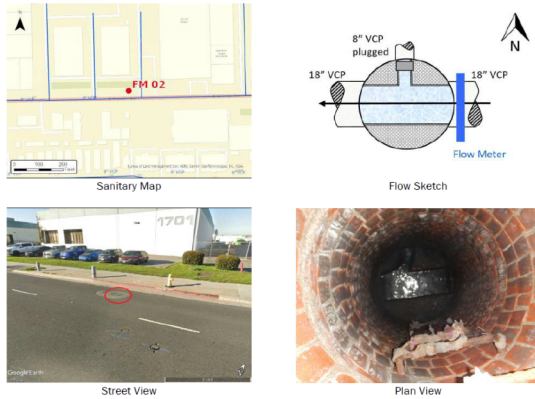 FM 02
0 100 200
Sanitary Map
8" VCP
plugged
N
18" VCP
18" VCP
Flow Meter
Flow Sketch
1701
Google Earth
Street View
Plan View